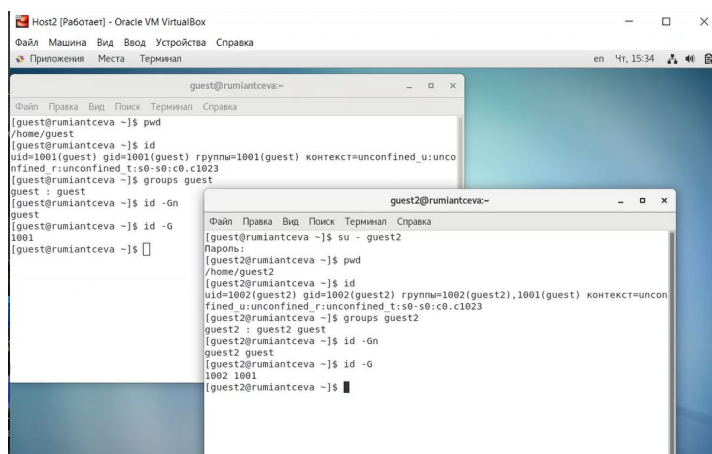 Host2 [Работает] - Oracle VM VirtualBox
Файл Машина Вид Ввод Устройства Справка
Приложения Места Терминал en Чт, 15:34
guest@rumiantceva:~
Файл Правка Вид Поиск Терминал Справка
[guest@rumiantceva ~]$ pwd
/home/guest
[guest@rumiantceva ~]$ id
uid=1001(guest) gid=1001(guest) группы=1001(guest) контекст=unconfined_u:unco
nfined_r:unconfined_t:s0-s0:c0.c1023
[guest@rumiantceva ~]$ groups guest
guest : guest
[guest@rumiantceva ~]$ id -Gn
guest
[guest@rumiantceva ~]$ id -G
1001
[guest@rumiantceva ~]$
guest2@rumiantceva:~
Файл Правка Вид Поиск Терминал Справка
[guest@rumiantceva ~]$ su - guest2
Пароль:
[guest2@rumiantceva ~]$ pwd
/home/guest2
[guest2@rumiantceva ~]$ id
uid=1002(guest2) gid=1002(guest2) группы=1002(guest2),1001(guest) контекст=uncon
fined_u:unconfined_r:unconfined_t:s0-s0:c0.c1023
[guest2@rumiantceva ~]$ groups guest2
guest2 : guest2 guest
[guest2@rumiantceva ~]$ id -Gn
guest2 guest
[guest2@rumiantceva ~]$ id -G
1002 1001
[guest2@rumiantceva ~]$